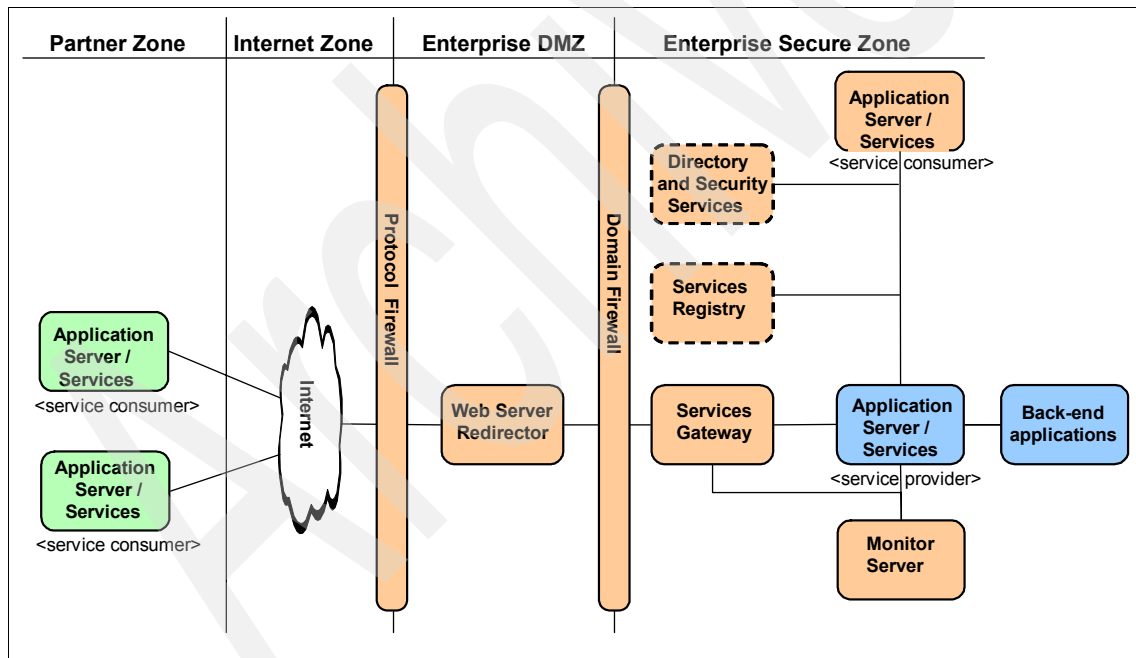 Partner Zone
Internet Zone
Enterprise DMZ
Enterprise Secure Zone
Application
Server /
Services
<service consumer>
Directory
and Security
Services
Protocol Firewall
Domain Firewall
Services
Registry
Application
Server /
Services
<service consumer>
Internet
Web Server
Redirector
Services
Gateway
Application
Server /
Services
<service provider>
Back-end
applications
Application
Server /
Services
<service consumer>
Monitor
Server